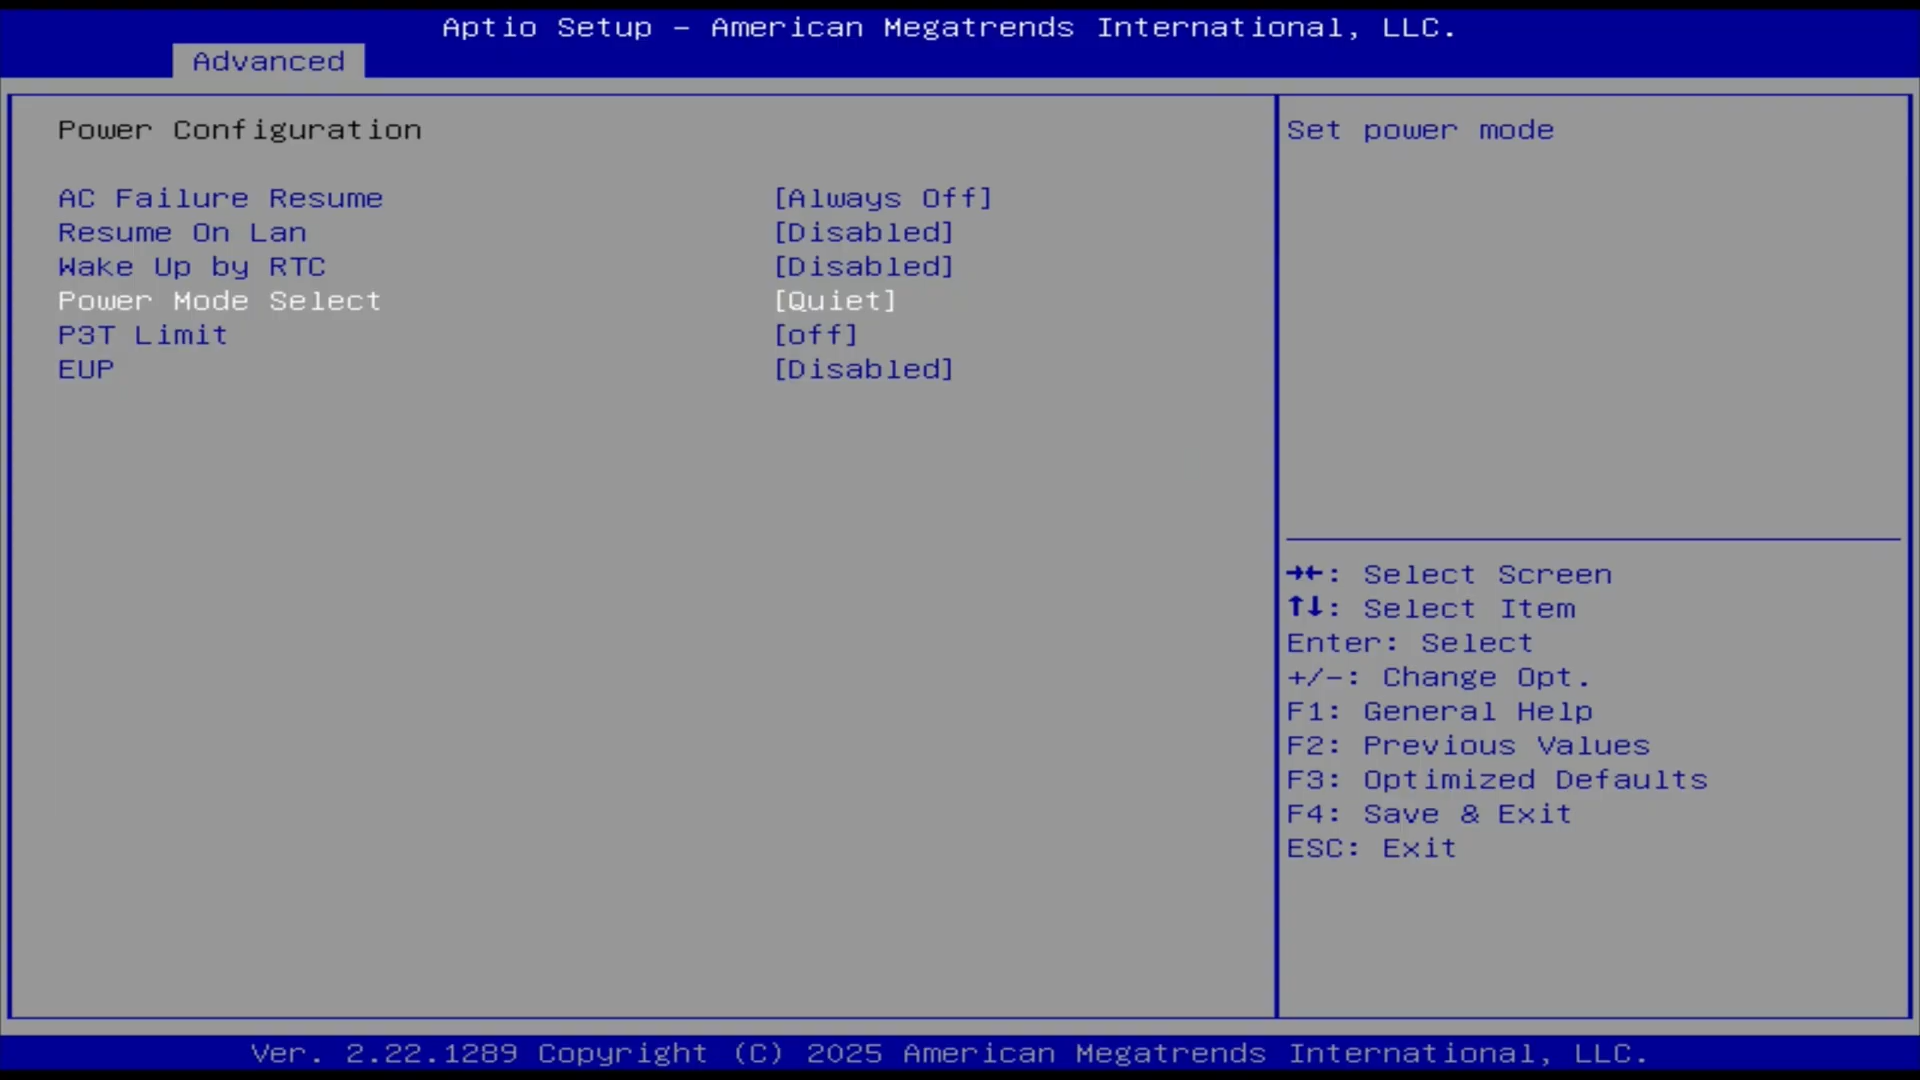 Aptio Setup – American Megatrends International, LLC.
Advanced
Power Configuration
AC Failure Resume [Always Off]
Resume On Lan [Disabled]
Wake Up by RTC [Disabled]
Power Mode Select [Quiet]
P3T Limit [off]
EUP [Disabled]
Set power mode
→←: Select Screen
↑↓: Select Item
Enter: Select
+/-: Change Opt.
F1: General Help
F2: Previous Values
F3: Optimized Defaults
F4: Save & Exit
ESC: Exit
Ver. 2.22.1289 Copyright (C) 2025 American Megatrends International, LLC.